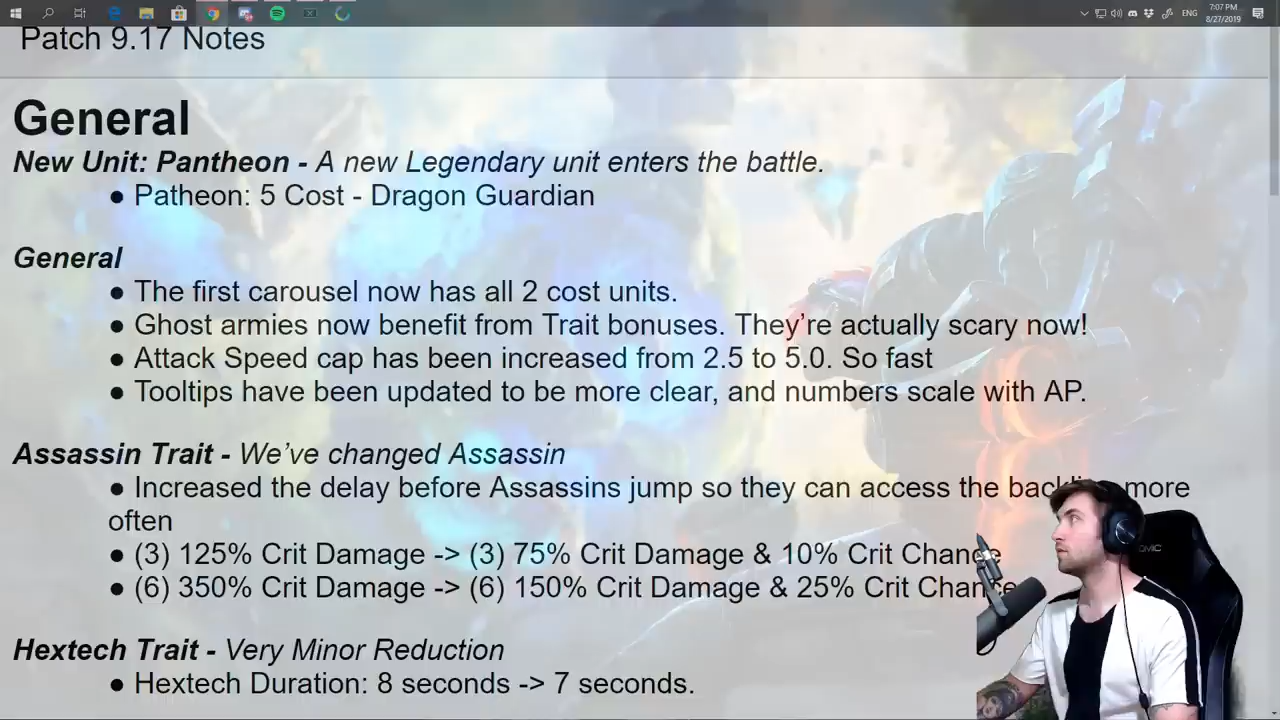 7:07 PM
ENG
8/27/2019
Patch 9.17 Notes
General
New Unit: Pantheon - A new Legendary unit enters the battle.
● Patheon: 5 Cost - Dragon Guardian
General
● The first carousel now has all 2 cost units.
● Ghost armies now benefit from Trait bonuses. They’re actually scary now!
● Attack Speed cap has been increased from 2.5 to 5.0. So fast
● Tooltips have been updated to be more clear, and numbers scale with AP.
Assassin Trait - We’ve changed Assassin
● Increased the delay before Assassins jump so they can access the backline more
often
● (3) 125% Crit Damage -> (3) 75% Crit Damage & 10% Crit Chance
● (6) 350% Crit Damage -> (6) 150% Crit Damage & 25% Crit Chance
Hextech Trait - Very Minor Reduction
● Hextech Duration: 8 seconds -> 7 seconds.